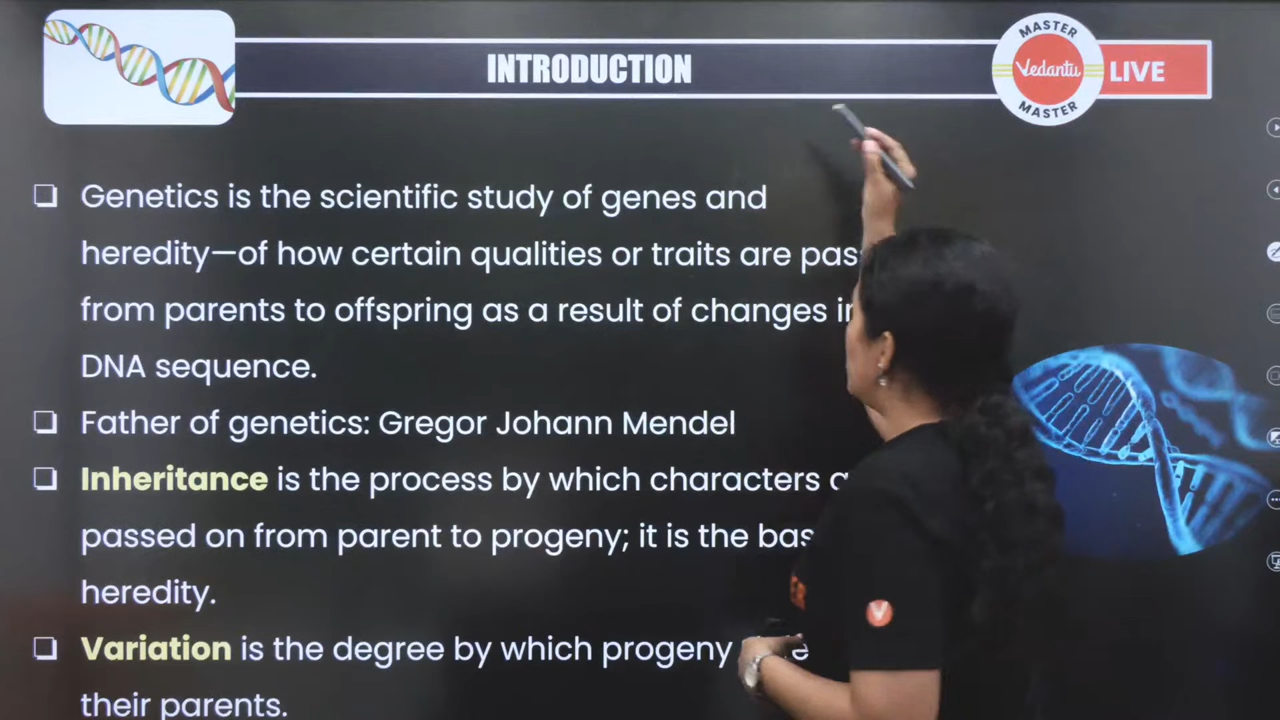 INTRODUCTION
MASTER
Vedantu
MASTER
LIVE
❏ Genetics is the scientific study of genes and
heredity—of how certain qualities or traits are pas
from parents to offspring as a result of changes in
DNA sequence.
❏ Father of genetics: Gregor Johann Mendel
❏ Inheritance is the process by which characters a
passed on from parent to progeny; it is the bas
heredity.
❏ Variation is the degree by which progeny
their parents.